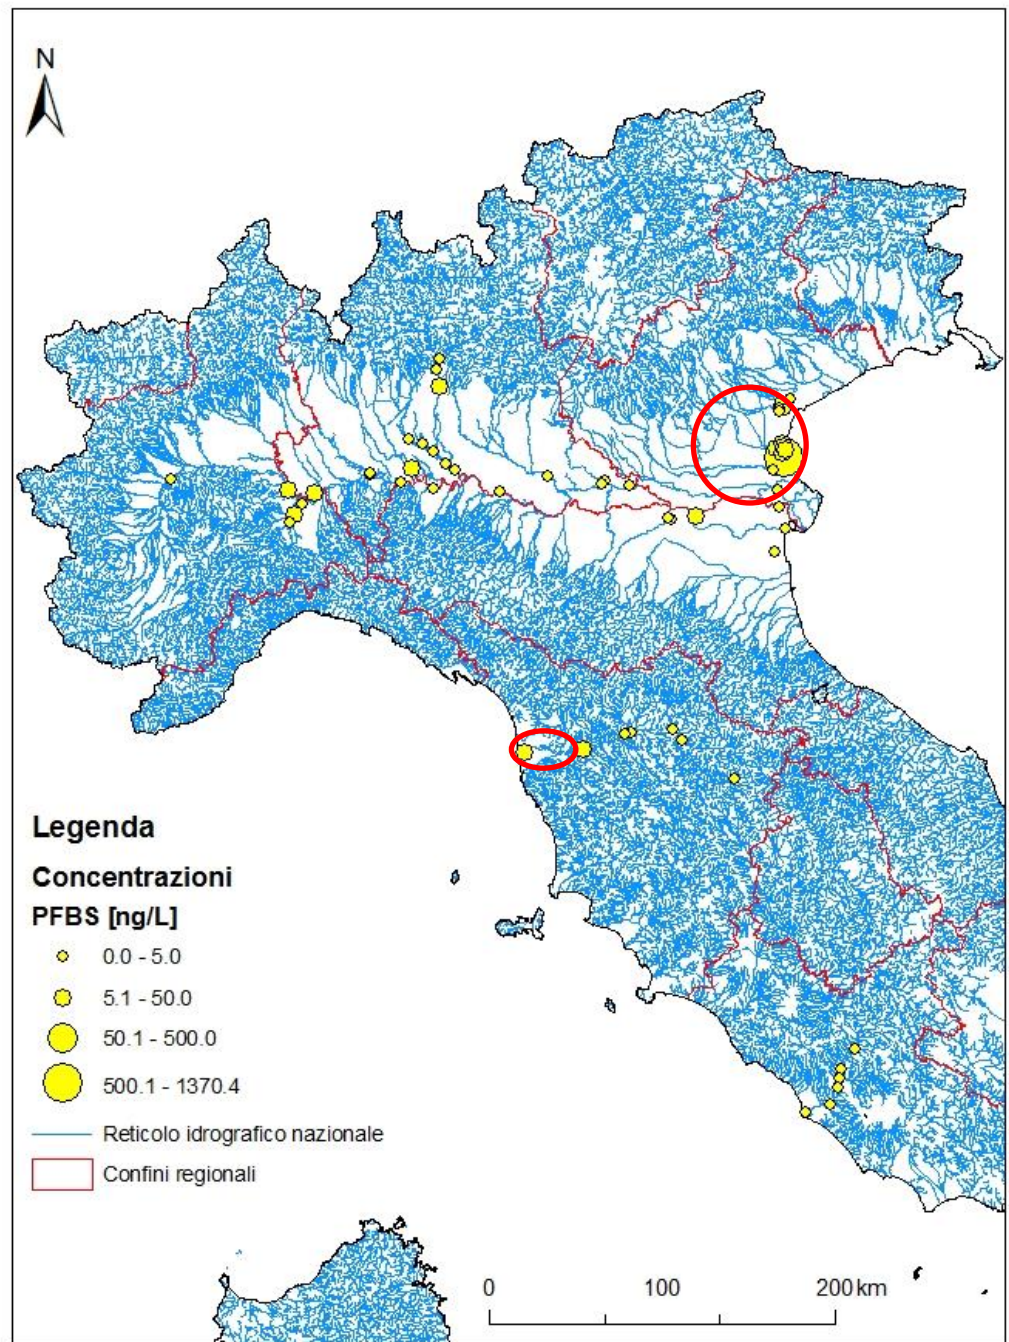 N
Legenda
Concentrazioni
PFBS [ng/L]
0.0 - 5.0
5.1 - 50.0
50.1 - 500.0
500.1 - 1370.4
Reticolo idrografico nazionale
Confini regionali
0 100 200 km